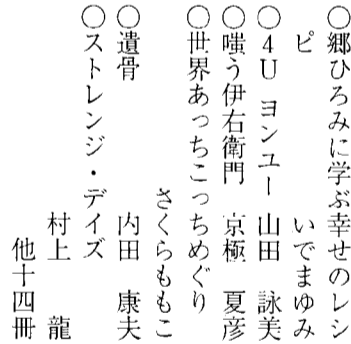 ○郷ひろみに学ぶ幸せのレシ
ピ　いでまゆみ
○4U　ヨンユー　山田　詠美
○嗤う伊右衛門　京極　夏彦
○世界あっちこっちめぐり
さくらももこ
○遺骨　内田　康夫
○ストレンジ・デイズ
村上　龍
他十四冊